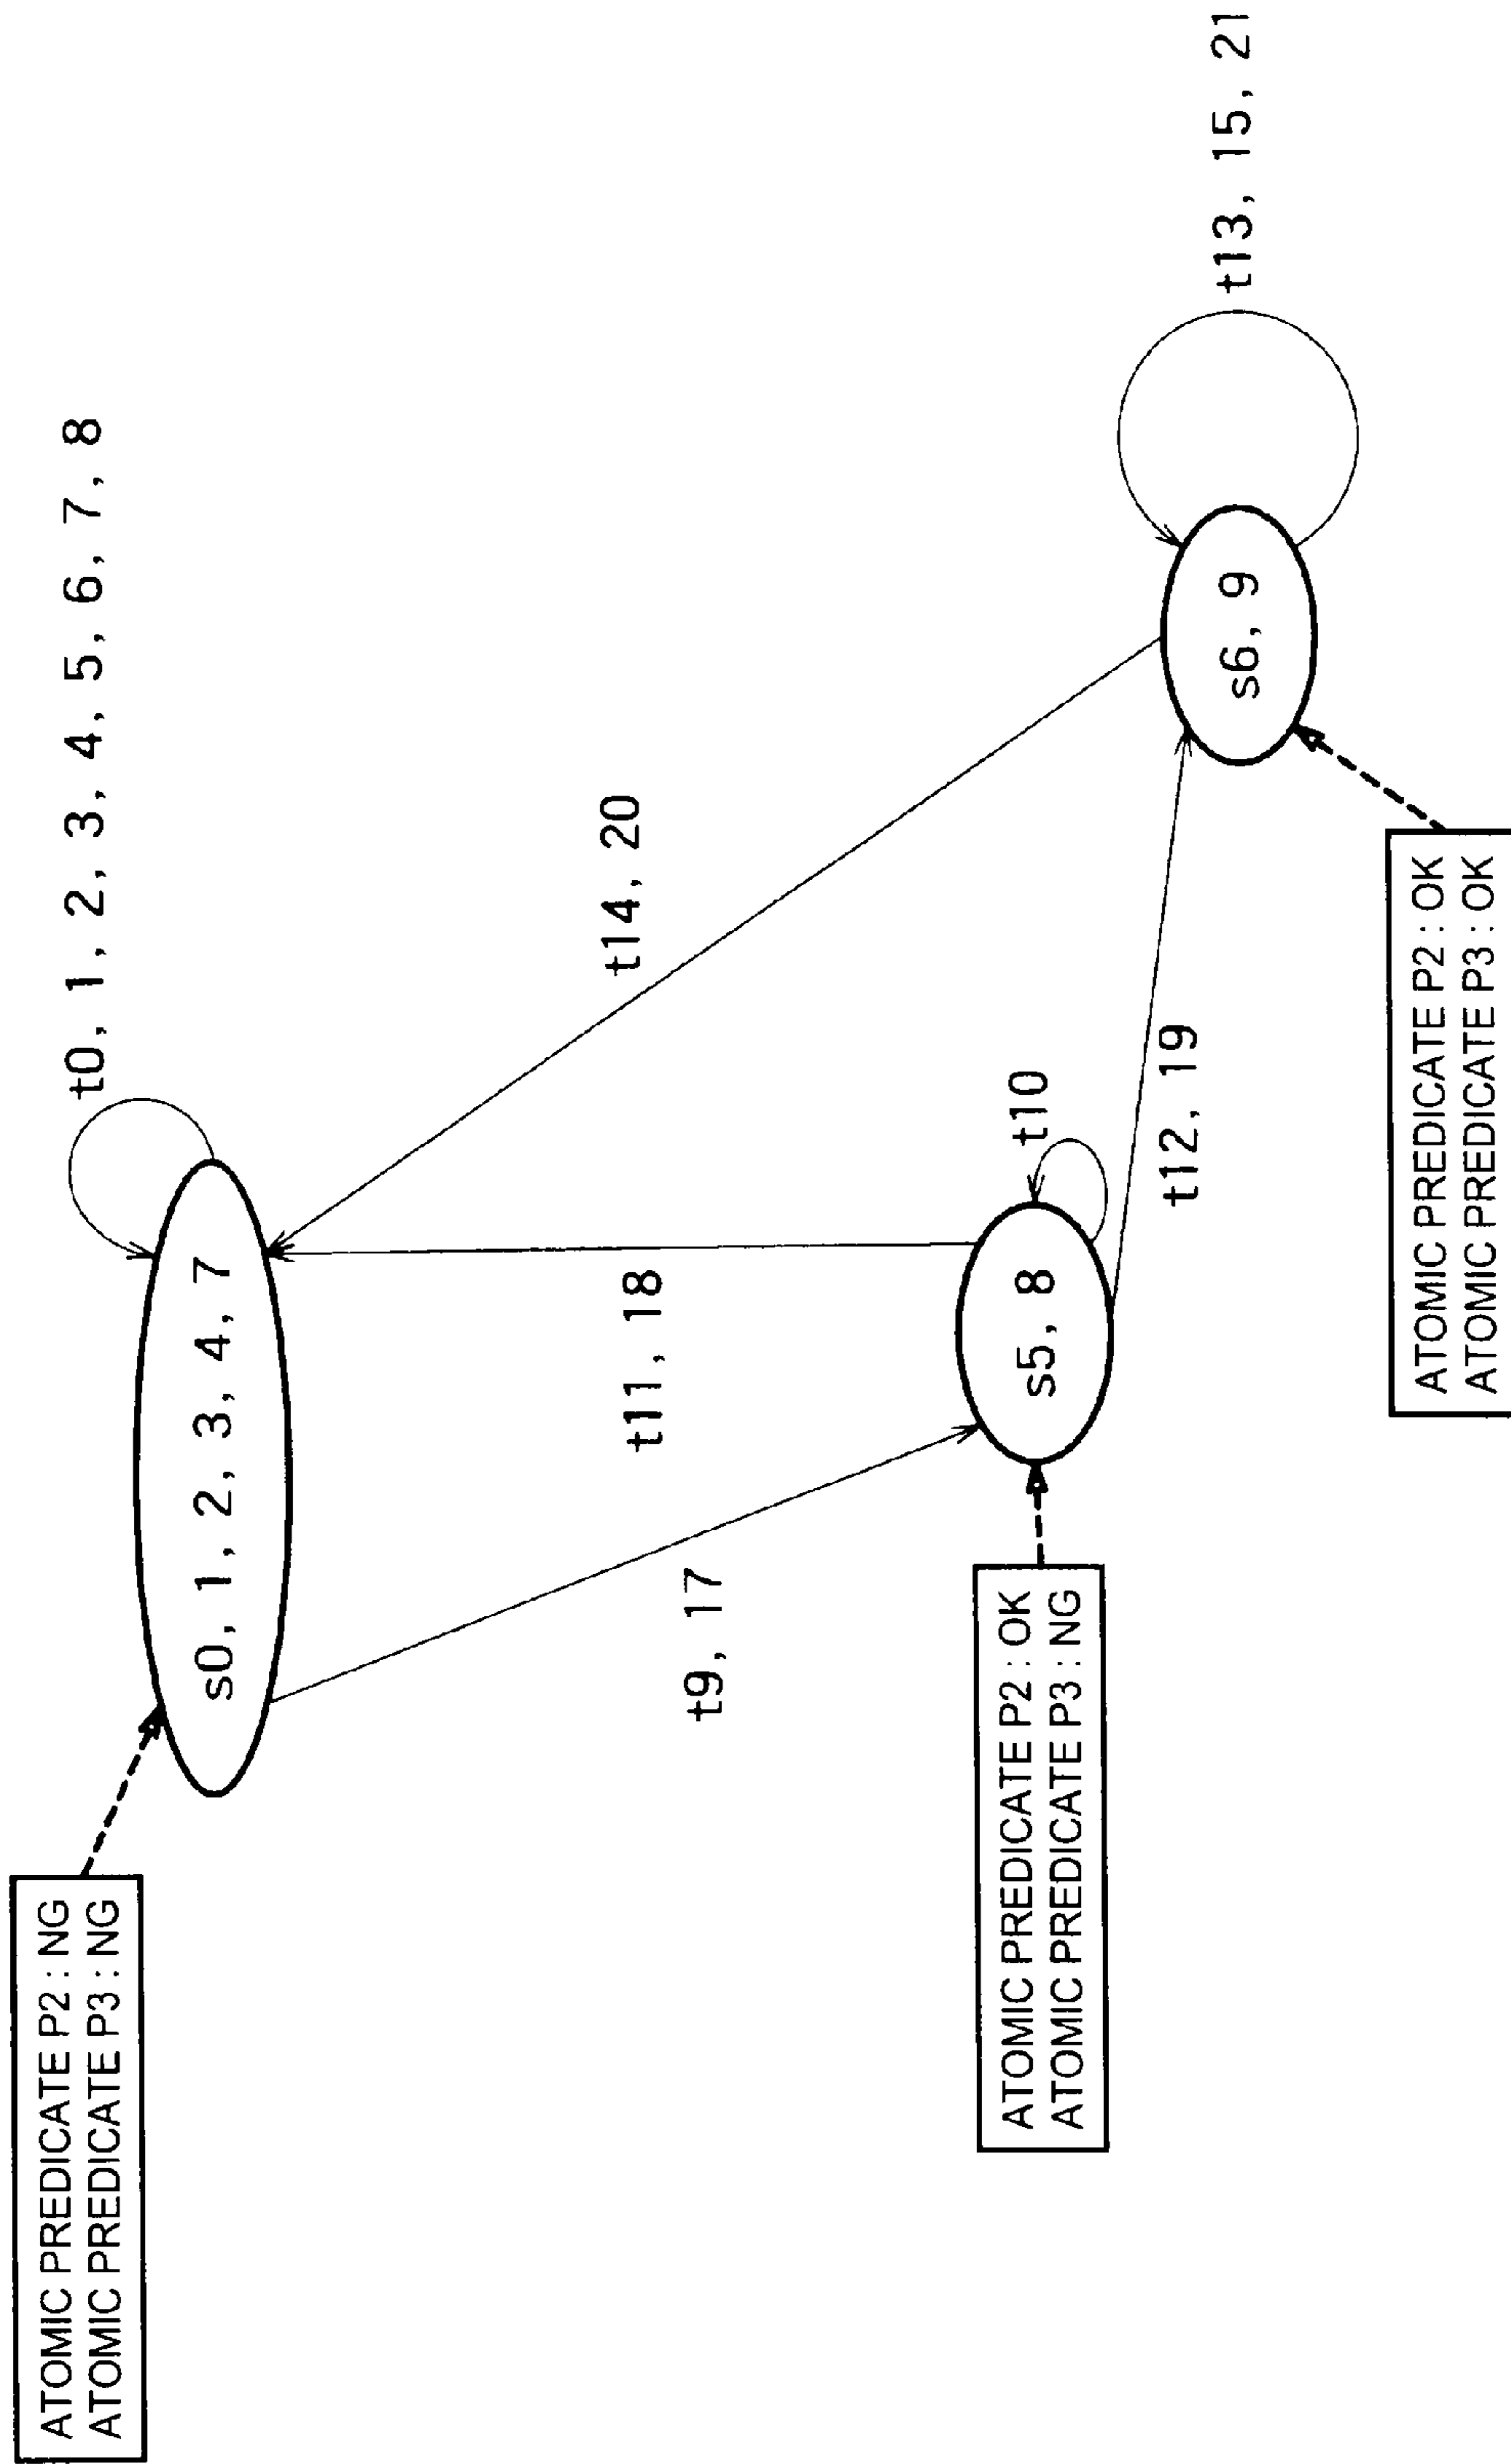 ATOMIC PREDICATE P2 : NG
ATOMIC PREDICATE P3 : NG
s0, 1, 2, 3, 4, 7
t0, 1, 2, 3, 4, 5, 6, 7, 8
t9, 17
t11, 18
t14, 20
ATOMIC PREDICATE P2 : OK
ATOMIC PREDICATE P3 : NG
s5, 8
t10
t12, 19
s6, 9
t13, 15, 21
ATOMIC PREDICATE P2 : OK
ATOMIC PREDICATE P3 : OK